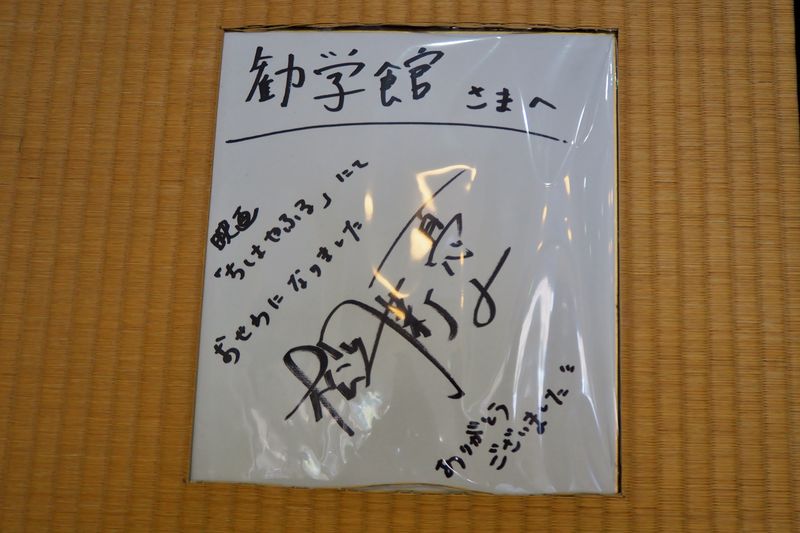 勧学館 さまへ
映画
「ちはやふる」にて
おせわになりました
ありがとう
ございました"